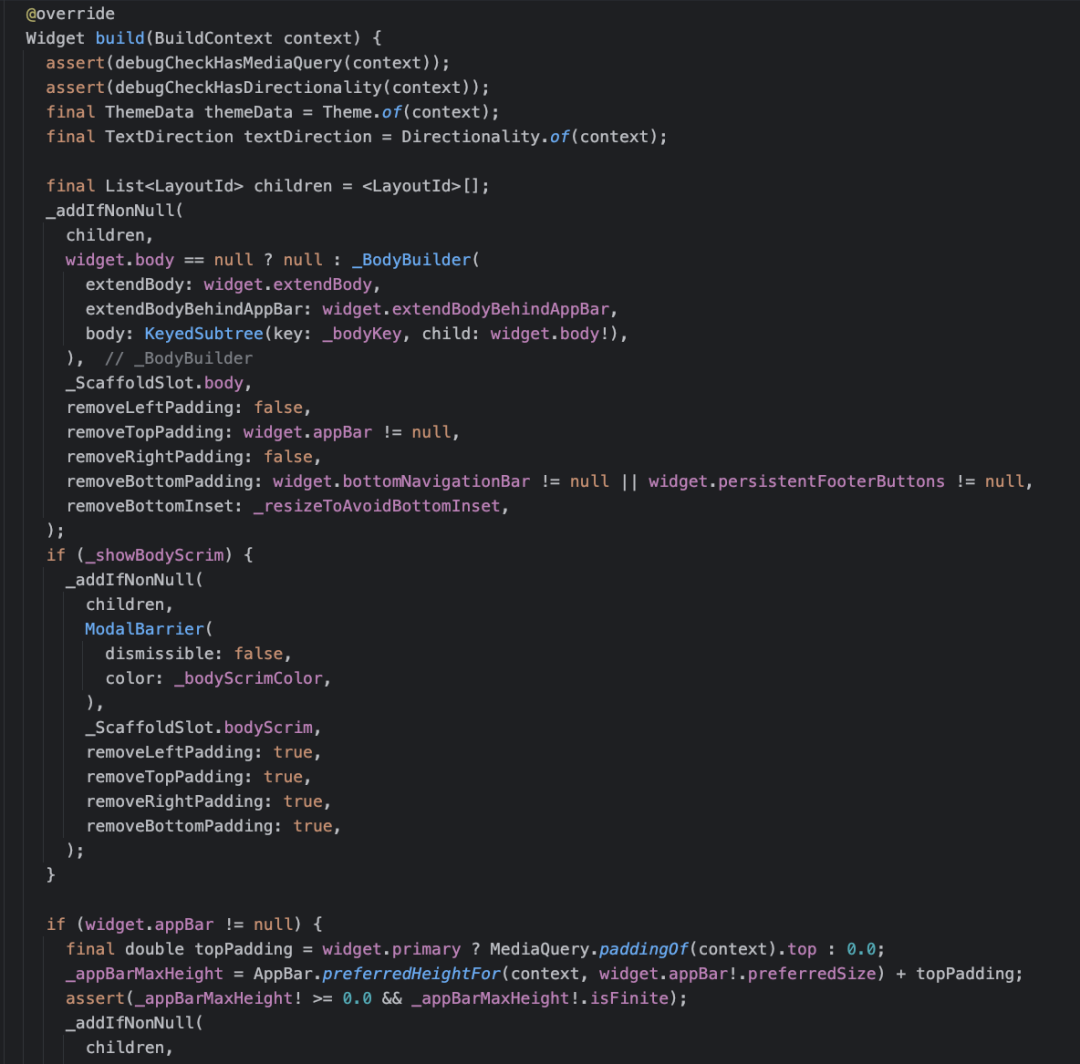 @override
Widget build(BuildContext context) {
  assert(debugCheckHasMediaQuery(context));
  assert(debugCheckHasDirectionality(context));
  final ThemeData themeData = Theme.of(context);
  final TextDirection textDirection = Directionality.of(context);

  final List<LayoutId> children = <LayoutId>[];
  _addIfNonNull(
    children,
    widget.body == null ? null : _BodyBuilder(
      extendBody: widget.extendBody,
      extendBodyBehindAppBar: widget.extendBodyBehindAppBar,
      body: KeyedSubtree(key: _bodyKey, child: widget.body!),
    ),  // _BodyBuilder
    _ScaffoldSlot.body,
    removeLeftPadding: false,
    removeTopPadding: widget.appBar != null,
    removeRightPadding: false,
    removeBottomPadding: widget.bottomNavigationBar != null || widget.persistentFooterButtons != null,
    removeBottomInset: _resizeToAvoidBottomInset,
  );
  if (_showBodyScrim) {
    _addIfNonNull(
      children,
      ModalBarrier(
        dismissible: false,
        color: _bodyScrimColor,
      ),
      _ScaffoldSlot.bodyScrim,
      removeLeftPadding: true,
      removeTopPadding: true,
      removeRightPadding: true,
      removeBottomPadding: true,
    );
  }

  if (widget.appBar != null) {
    final double topPadding = widget.primary ? MediaQuery.paddingOf(context).top : 0.0;
    _appBarMaxHeight = AppBar.preferredHeightFor(context, widget.appBar!.preferredSize) + topPadding;
    assert(_appBarMaxHeight! >= 0.0 && _appBarMaxHeight!.isFinite);
    _addIfNonNull(
      children,